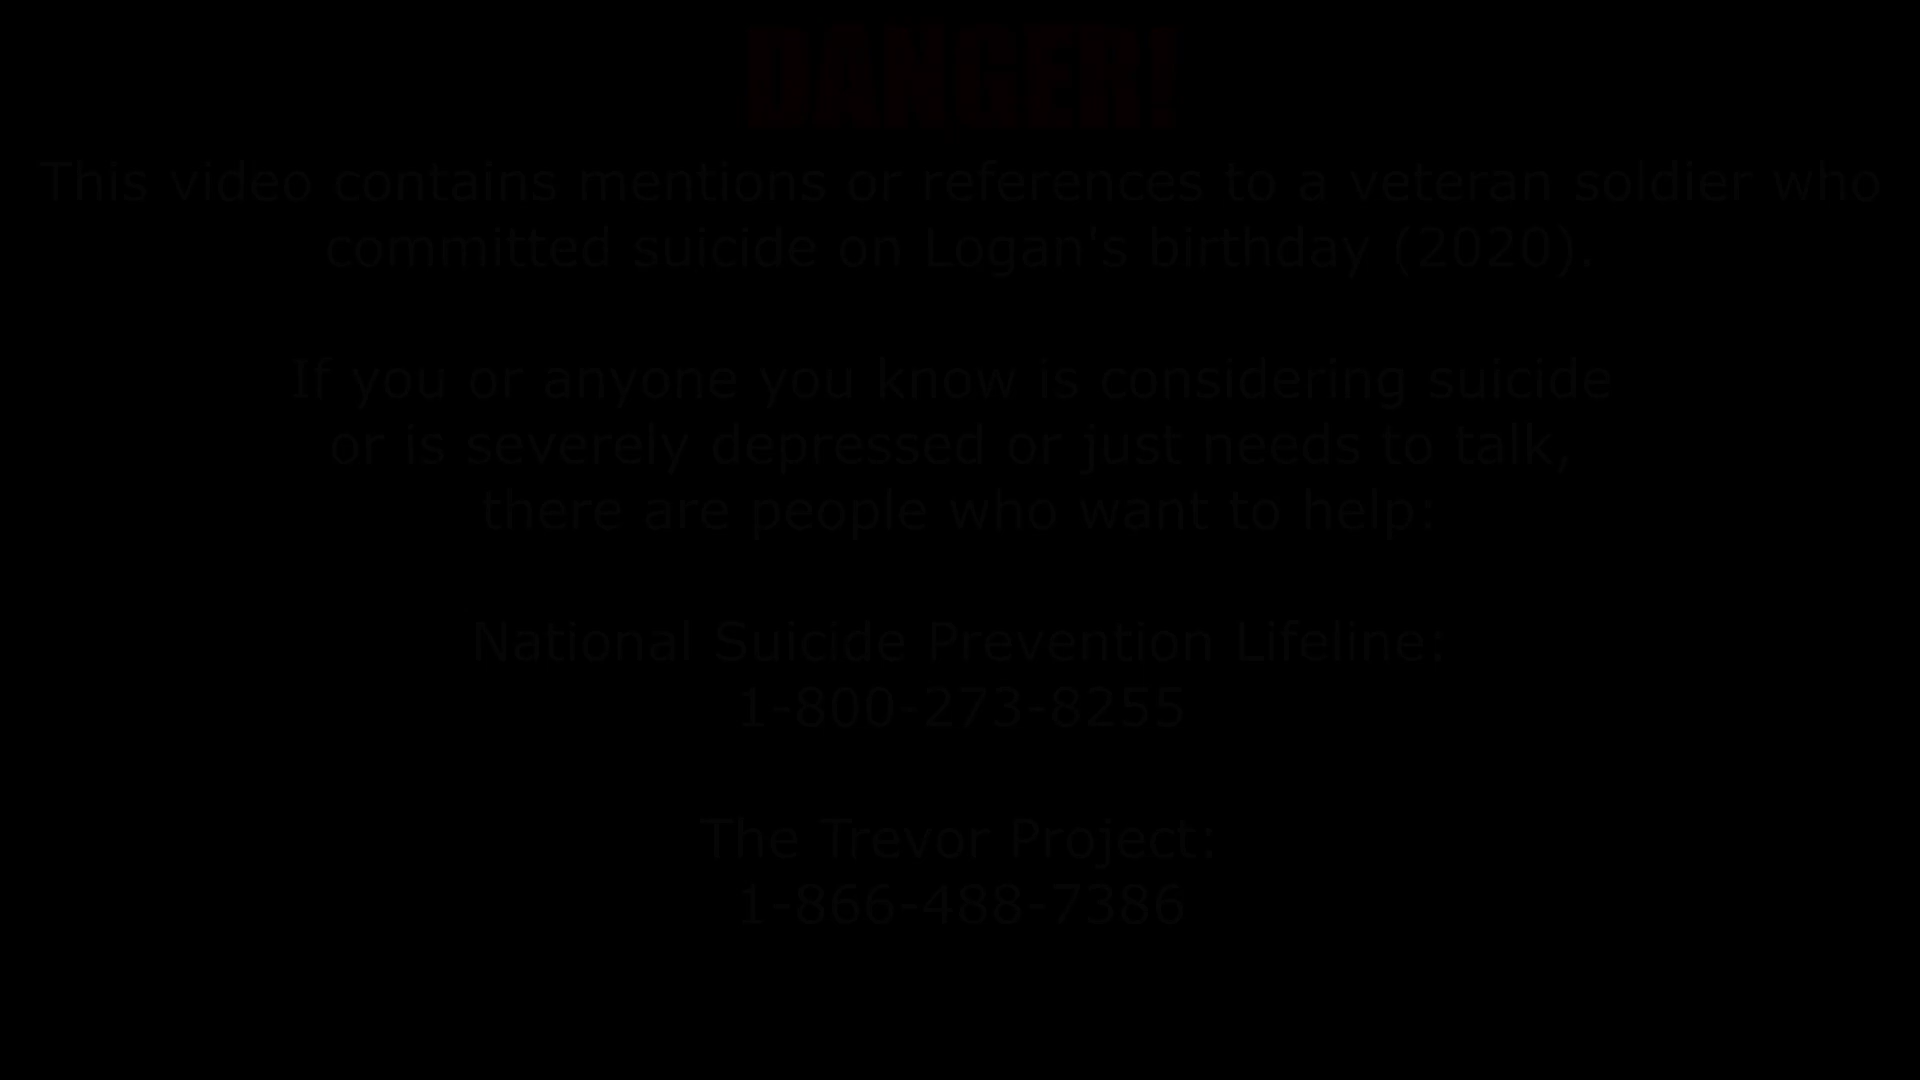 DANGER!
This video contains mentions or references to a veteran soldier who
committed suicide on Logan's birthday (2020).
If you or anyone you know is considering suicide
or is severely depressed or just needs to talk,
there are people who want to help:
National Suicide Prevention Lifeline:
1-800-273-8255
The Trevor Project:
1-866-488-7386